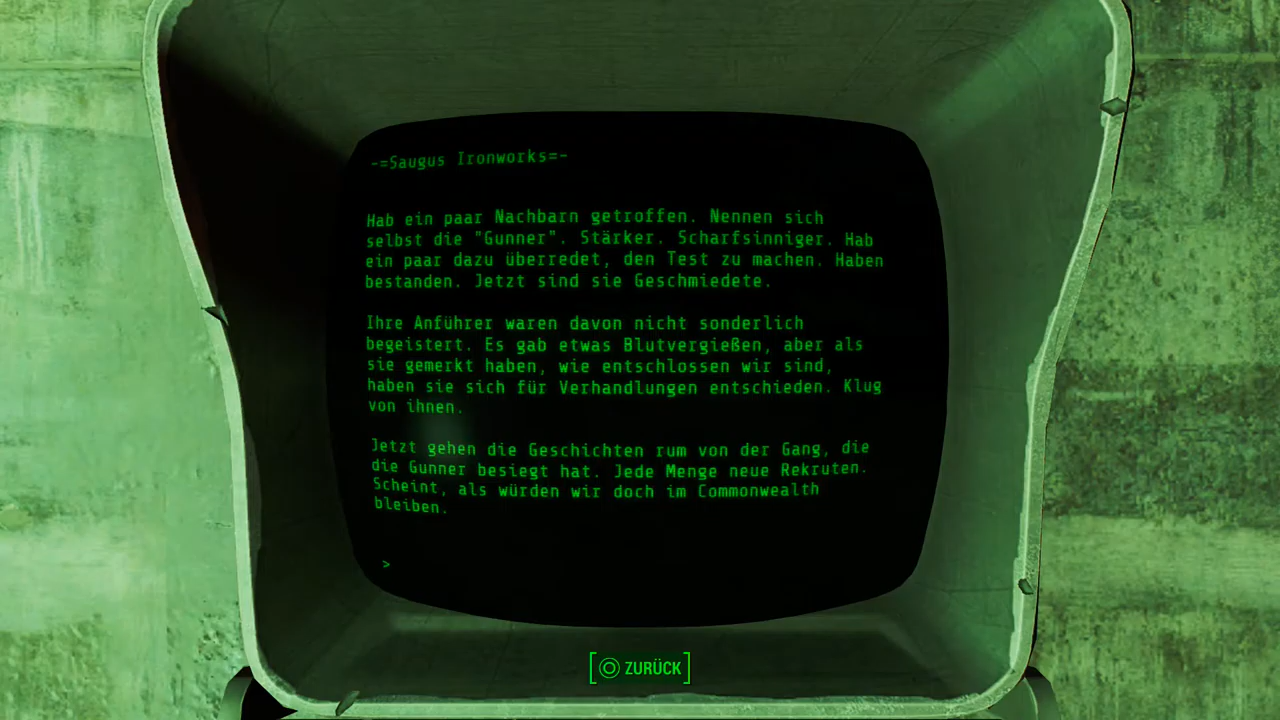 -=Saugus Ironworks=-
Hab ein paar Nachbarn getroffen. Nennen sich
selbst die "Gunner". Stärker. Scharfsinniger. Hab
ein paar dazu überredet, den Test zu machen. Haben
bestanden. Jetzt sind sie Geschmiedete.
Ihre Anführer waren davon nicht sonderlich
begeistert. Es gab etwas Blutvergießen, aber als
sie gemerkt haben, wie entschlossen wir sind,
haben sie sich für Verhandlungen entschieden. Klug
von ihnen.
Jetzt gehen die Geschichten rum von der Gang, die
die Gunner besiegt hat. Jede Menge neue Rekruten.
Scheint, als würden wir doch im Commonwealth
bleiben.
>
[ZURÜCK]